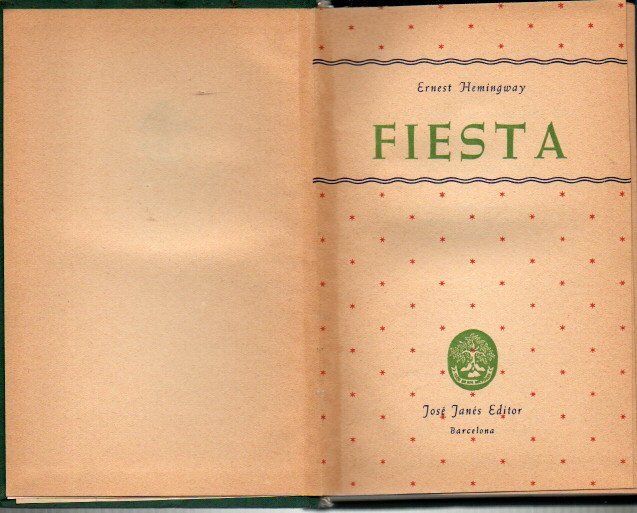 Ernest Hemingway
FIESTA
José Janés Editor
Barcelona